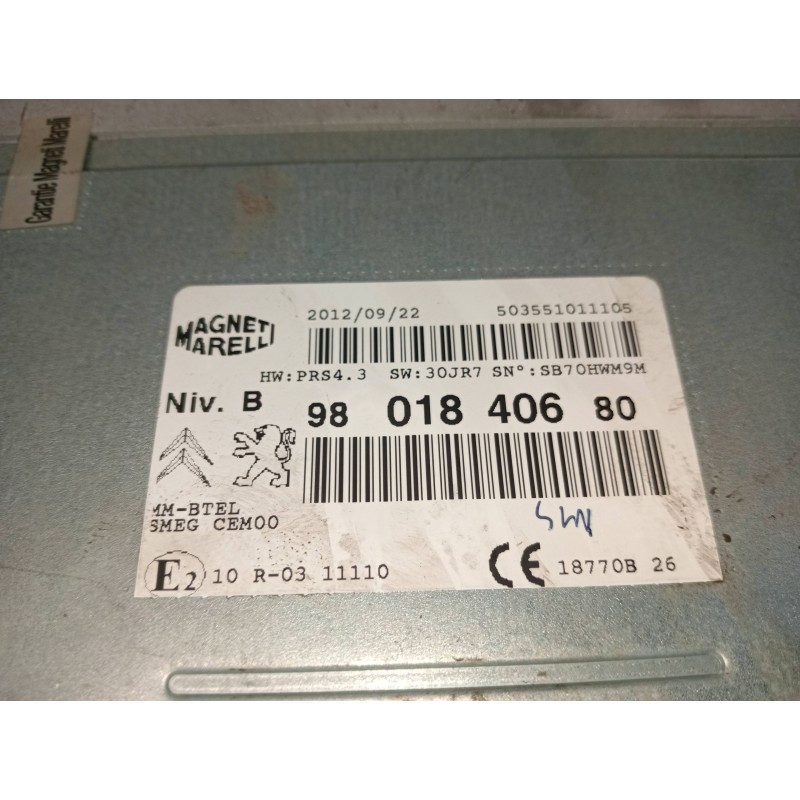 Garantie Magneti Marelli
MAGNETI
MARELLI
2012/09/22 503551011105
HW:PRS4.3 SW:30JR7 SN°:SB70HWM9M
Niv. B 98 018 406 80
MM-BTEL
SMEG CEM00
E2 10 R-03 11110 CE 18770B 26